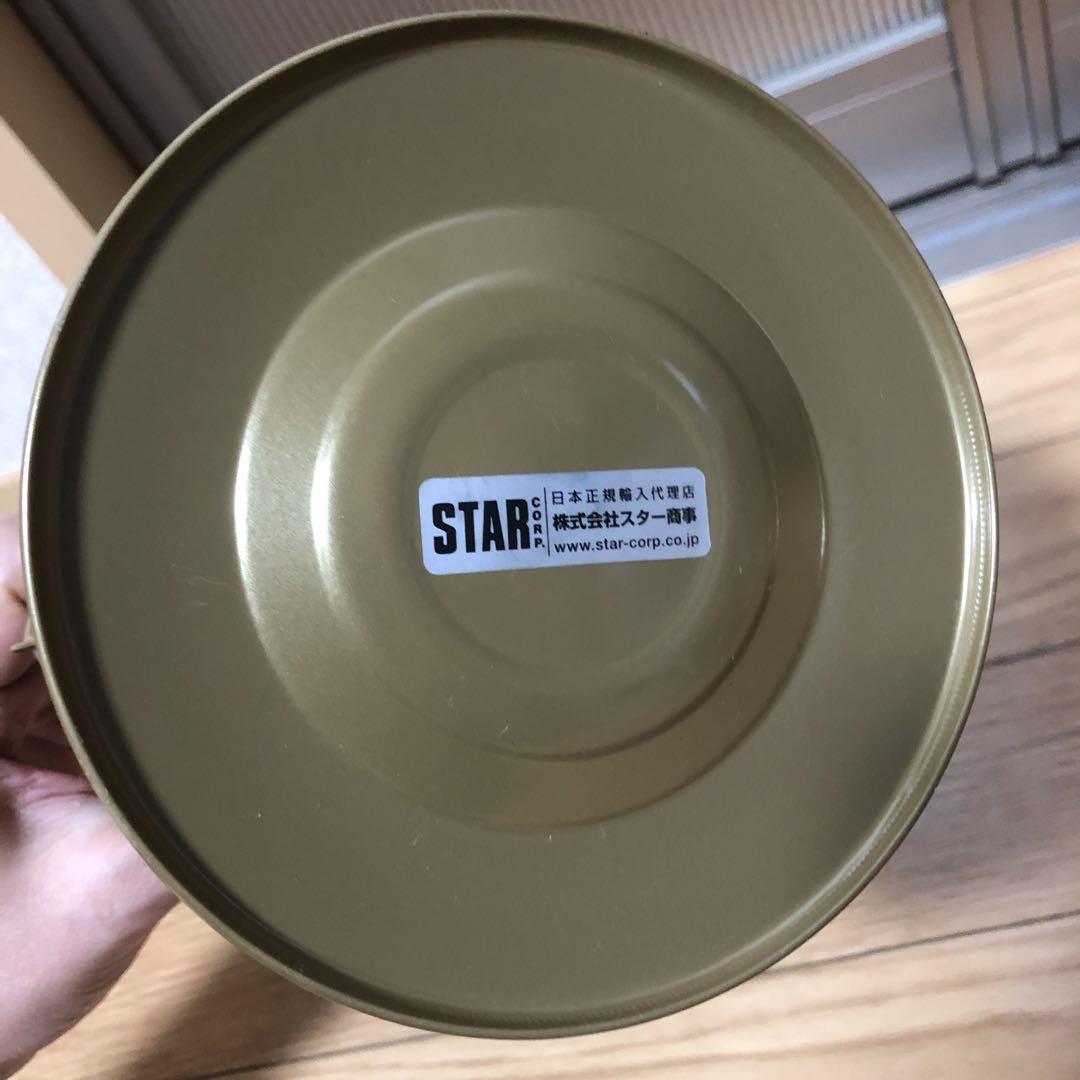 STAR CORP.
日本正規輸入代理店
株式会社スター商事
www.star-corp.co.jp